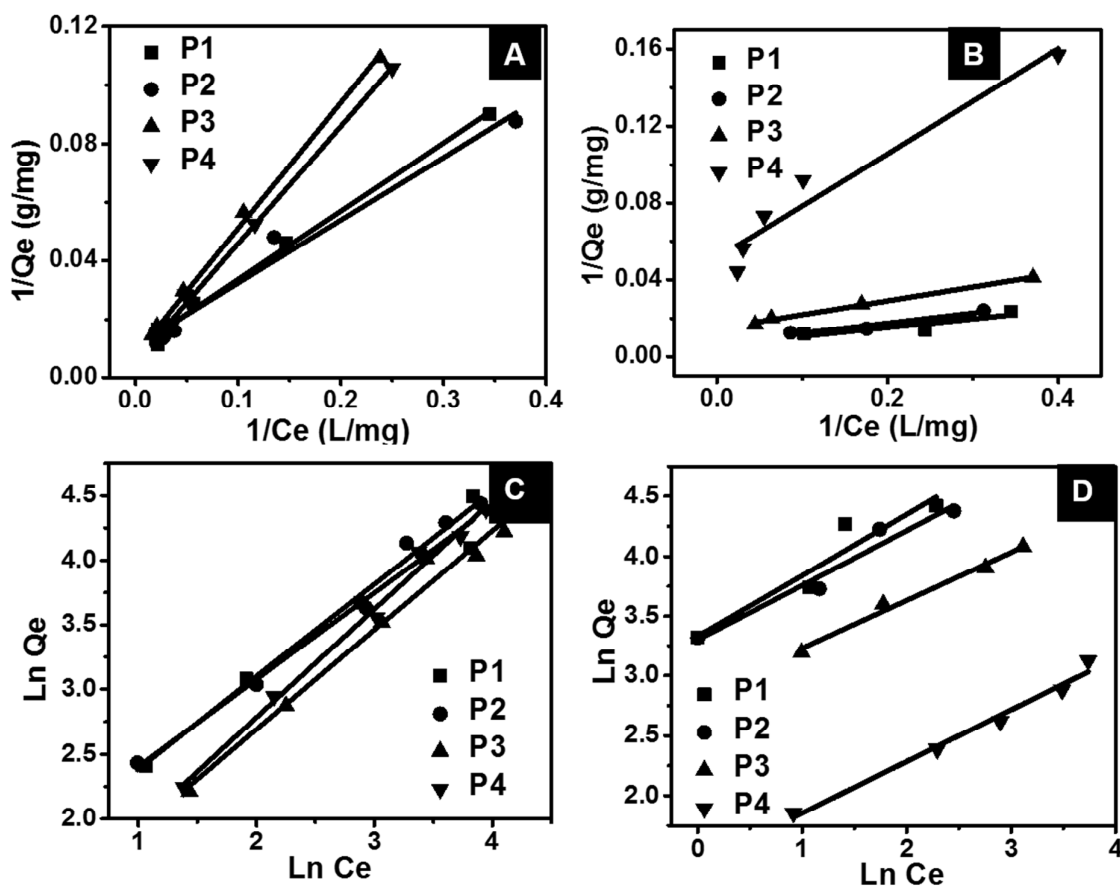 A
P1
P2
P3
P4
0.12
0.08
0.04
0.00
1/Qe (g/mg)
0.0 0.1 0.2 0.3 0.4
1/Ce (L/mg)
B
P1
P2
P3
P4
0.16
0.12
0.08
0.04
0.00
1/Qe (g/mg)
0.0 0.4
1/Ce (L/mg)
C
4.5
4.0
3.5
3.0
2.5
2.0
Ln Qe
P1
P2
P3
P4
1 2 3 4
Ln Ce
D
4.5
4.0
3.5
3.0
2.5
2.0
Ln Qe
P1
P2
P3
P4
0 1 2 3 4
Ln Ce